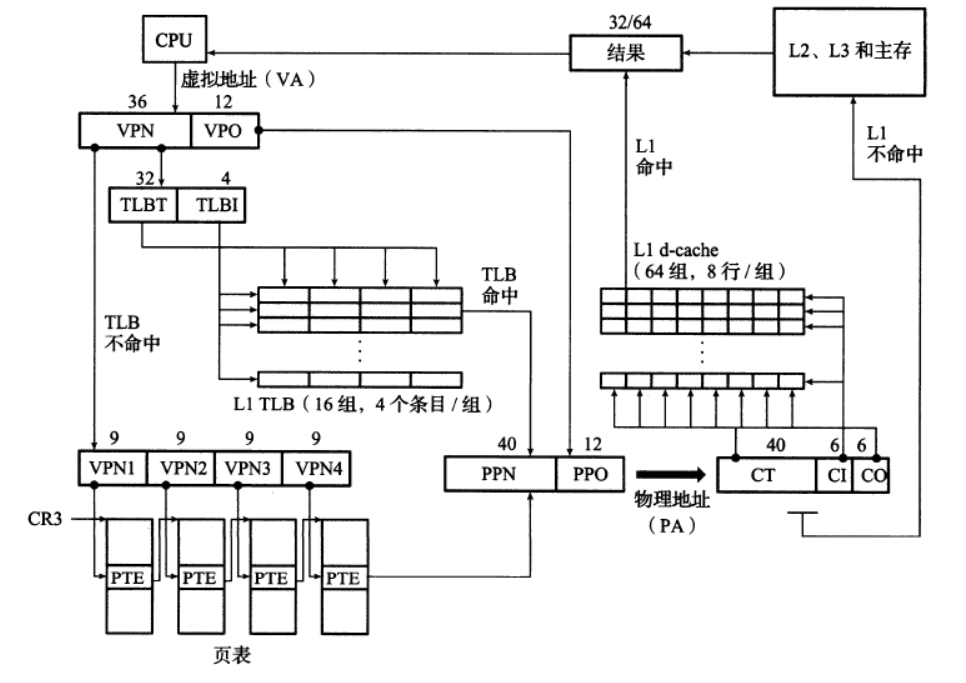 32/64
CPU
结果
L2、L3 和主存
虚拟地址（VA）
36
12
VPN
VPO
L1
命中
L1
不命中
32
4
TLBT
TLBI
L1 d-cache
（64 组，8 行/组）
TLB
命中
TLB
不命中
L1 TLB（16 组，4 个条目/组）
9
9
9
9
40
12
40
6
6
VPN1
VPN2
VPN3
VPN4
PPN
PPO
CT
CI
CO
物理地址
（PA）
CR3
PTE
PTE
PTE
PTE
页表